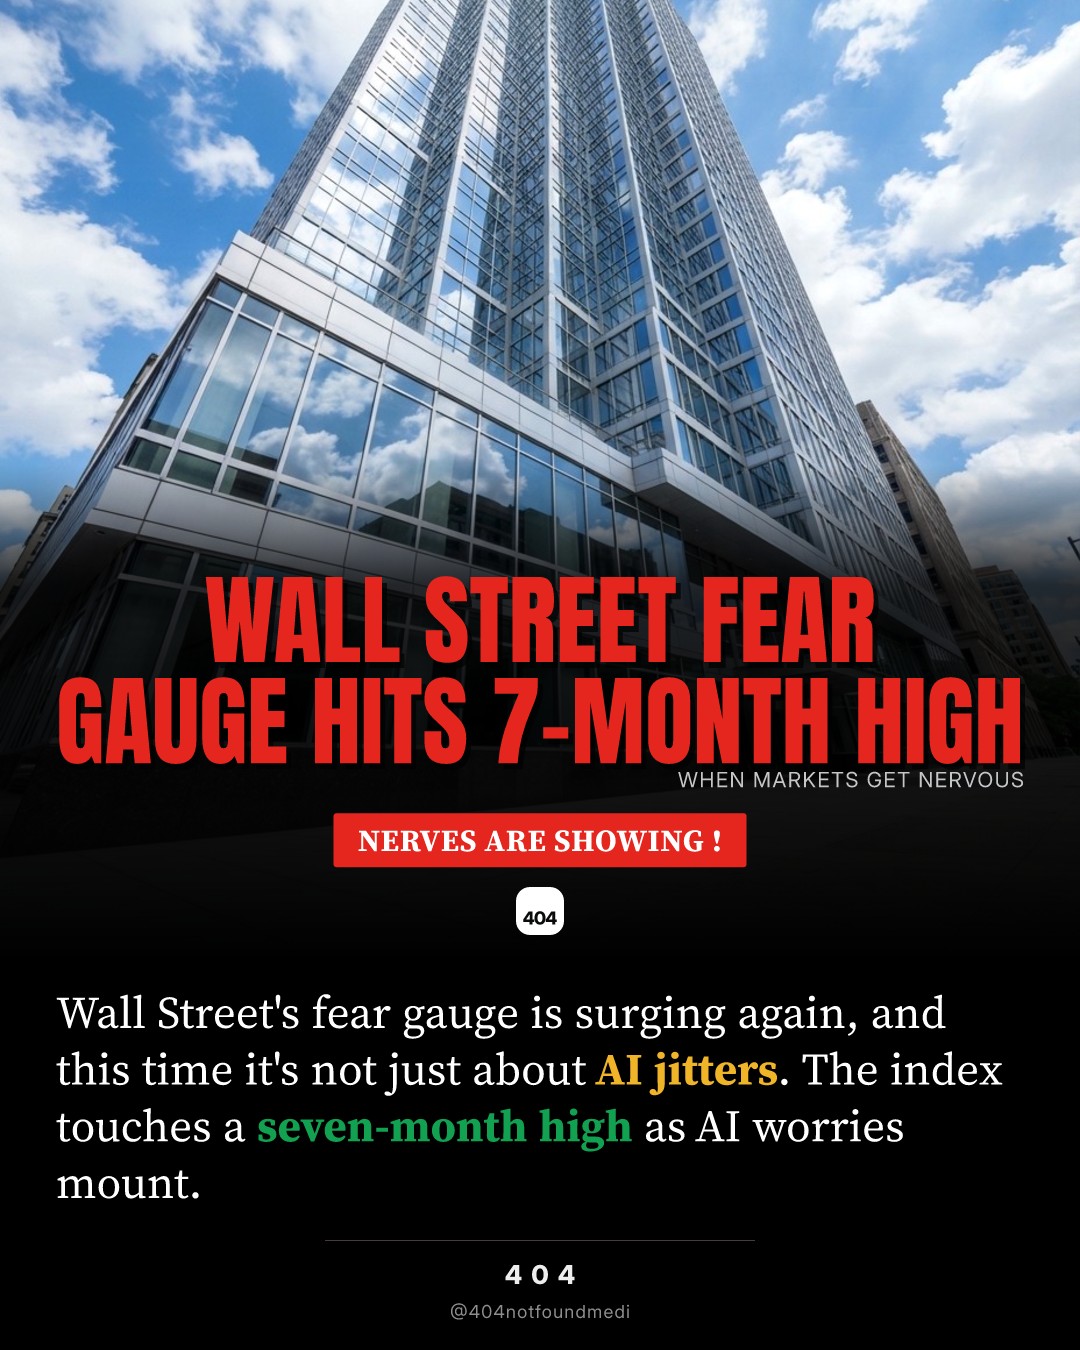 WALL STREET FEAR
GAUGE HITS 7-MONTH HIGH
WHEN MARKETS GET NERVOUS
NERVES ARE SHOWING !
404
Wall Street's fear gauge is surging again, and
this time it's not just about AI jitters. The index
touches a seven-month high as AI worries
mount.
404
@404notfoundmedi